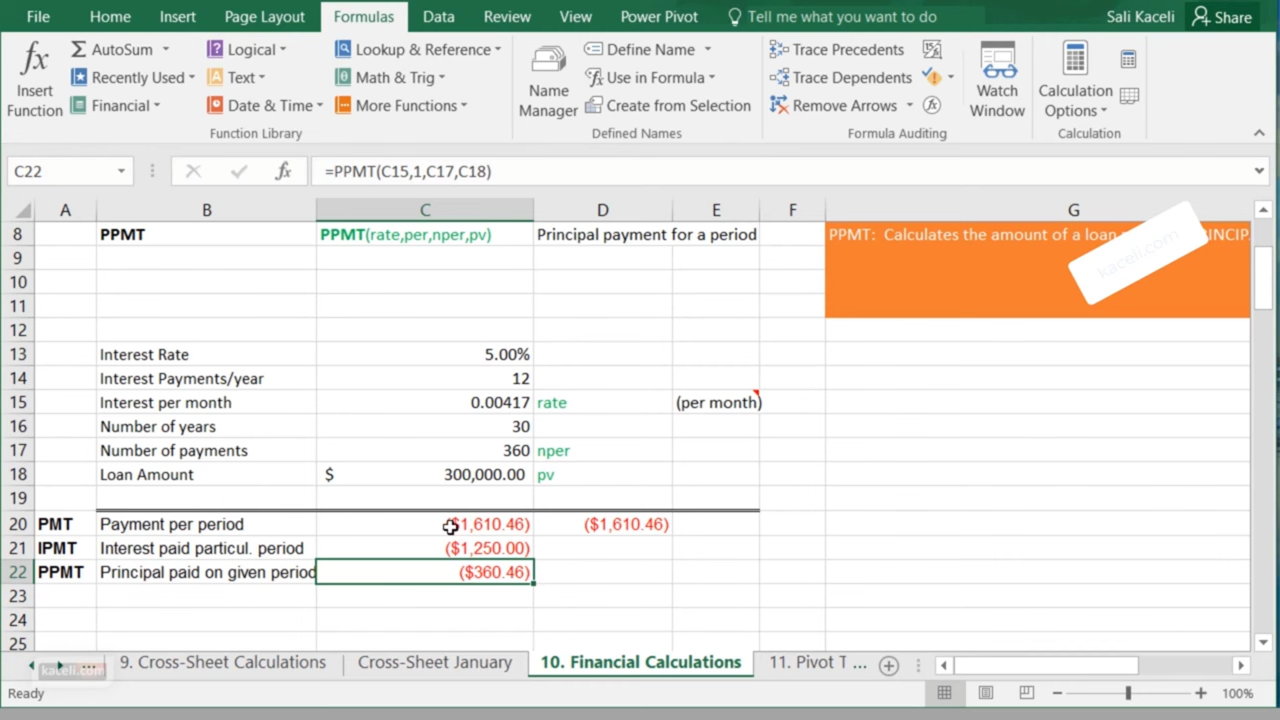 File Home Insert Page Layout Formulas Data Review View Power Pivot Tell me what you want to do Sali Kaceli Share
AutoSum Logical Lookup & Reference Define Name Trace Precedents
Recently Used Text Math & Trig Use in Formula Trace Dependents
Financial Date & Time More Functions Create from Selection Remove Arrows
Insert Function Name Manager Watch Window Calculation Options
Function Library Defined Names Formula Auditing Calculation
C22 fx =PPMT(C15,1,C17,C18)
A B C D E F G
8 PPMT PPMT(rate,per,nper,pv) Principal payment for a period PPMT: Calculates the amount of a loan
kaceli.com
9
10
11
12
13 Interest Rate 5.00%
14 Interest Payments/year 12
15 Interest per month 0.00417 rate (per month)
16 Number of years 30
17 Number of payments 360 nper
18 Loan Amount $ 300,000.00 pv
19
20 PMT Payment per period ($1,610.46) ($1,610.46)
21 IPMT Interest paid particul. period ($1,250.00)
22 PPMT Principal paid on given period ($360.46)
23
24
25
... 9. Cross-Sheet Calculations Cross-Sheet January 10. Financial Calculations 11. Pivot T ...
kaceli.com
Ready 100%